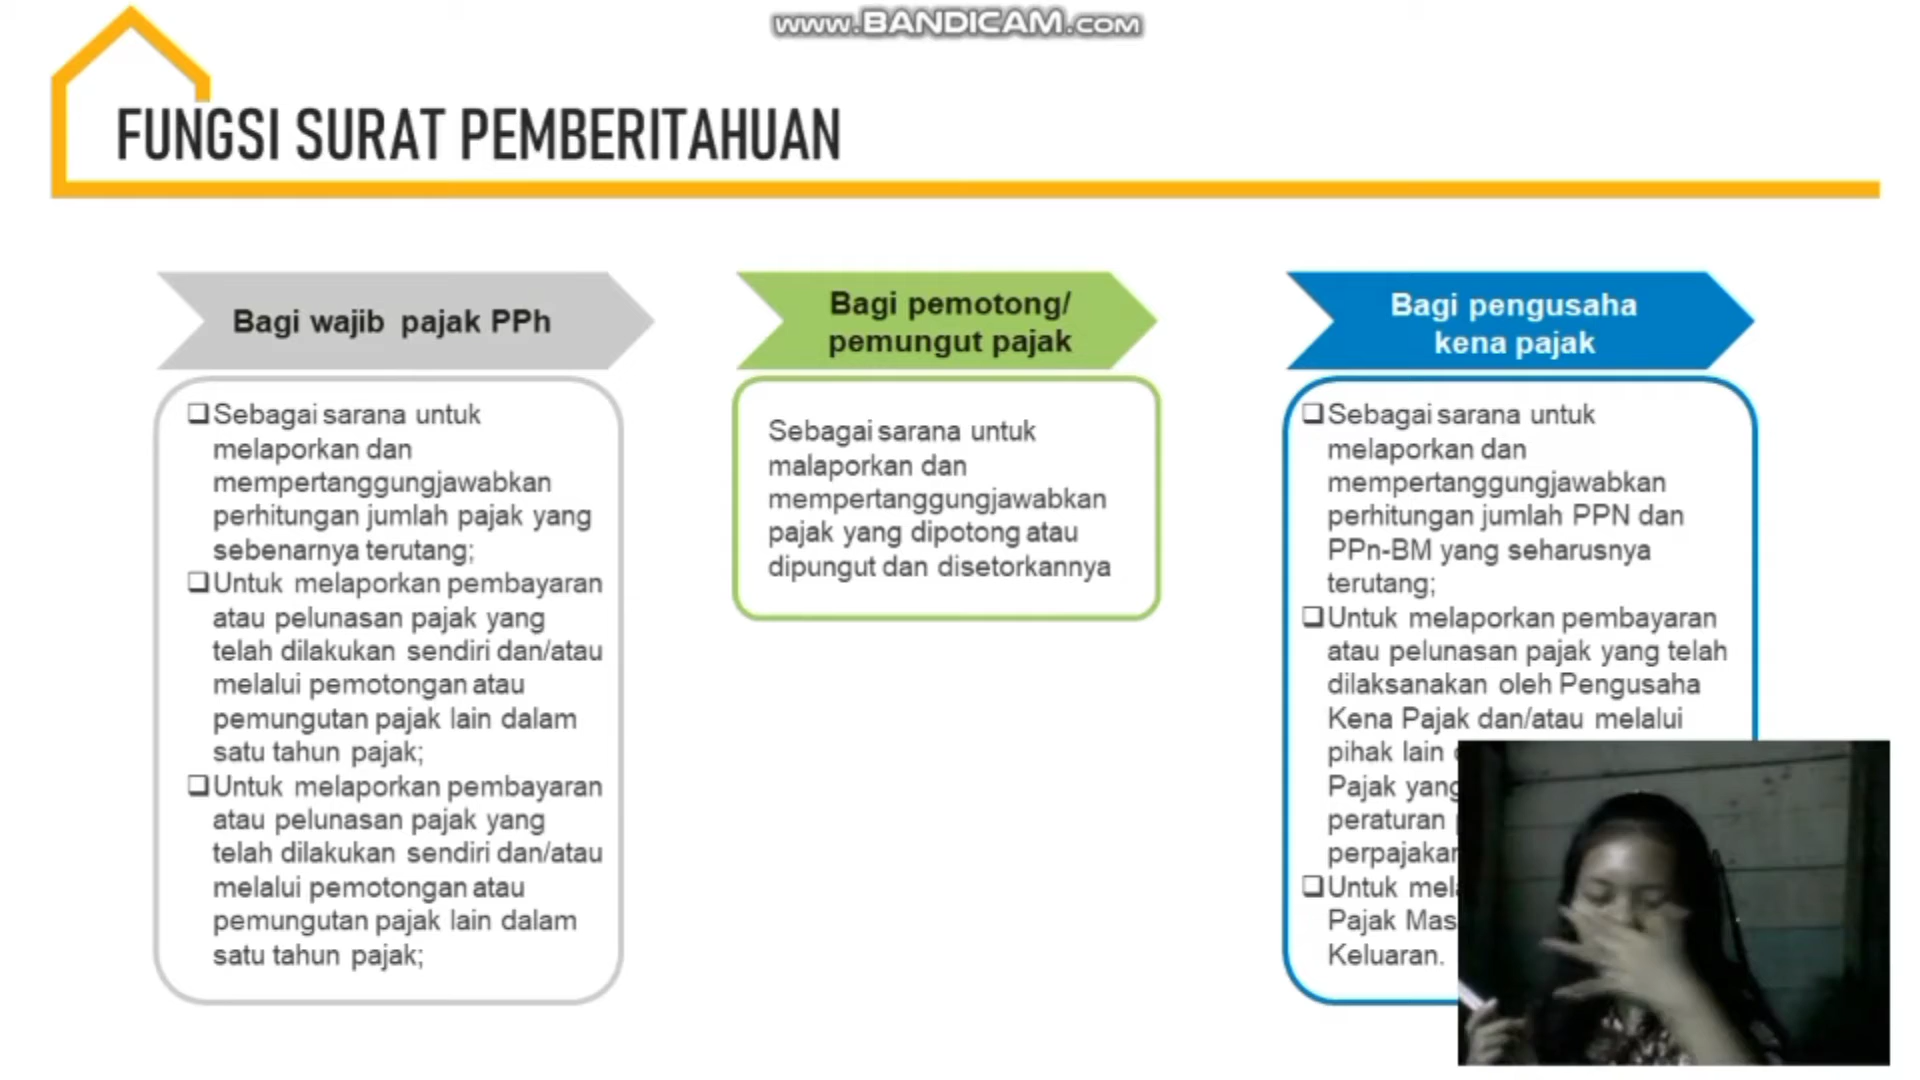 www.BANDICAM.com
FUNGSI SURAT PEMBERITAHUAN
Bagi wajib pajak PPh
❑Sebagai sarana untuk
melaporkan dan
mempertanggungjawabkan
perhitungan jumlah pajak yang
sebenarnya terutang;
❑Untuk melaporkan pembayaran
atau pelunasan pajak yang
telah dilakukan sendiri dan/atau
melalui pemotongan atau
pemungutan pajak lain dalam
satu tahun pajak;
❑Untuk melaporkan pembayaran
atau pelunasan pajak yang
telah dilakukan sendiri dan/atau
melalui pemotongan atau
pemungutan pajak lain dalam
satu tahun pajak;
Bagi pemotong/
pemungut pajak
Sebagai sarana untuk
malaporkan dan
mempertanggungjawabkan
pajak yang dipotong atau
dipungut dan disetorkannya
Bagi pengusaha
kena pajak
❑Sebagai sarana untuk
melaporkan dan
mempertanggungjawabkan
perhitungan jumlah PPN dan
PPn-BM yang seharusnya
terutang;
❑Untuk melaporkan pembayaran
atau pelunasan pajak yang telah
dilaksanakan oleh Pengusaha
Kena Pajak dan/atau melalui
pihak lain
Pajak yang
peraturan
❑Untuk
Pajak
Keluaran.